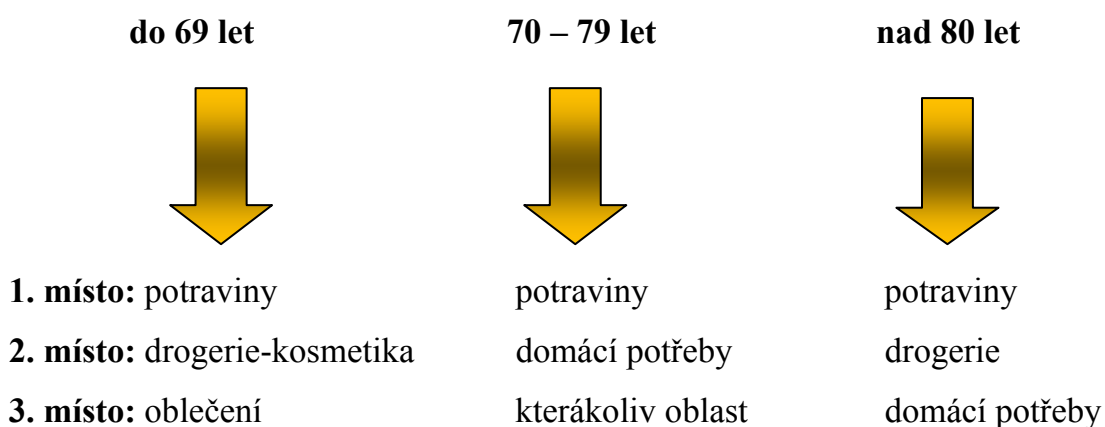 do 69 let 70 – 79 let nad 80 let
1. místo: potraviny potraviny potraviny
2. místo: drogerie-kosmetika domácí potřeby drogerie
3. místo: oblečení kterákoliv oblast domácí potřeby